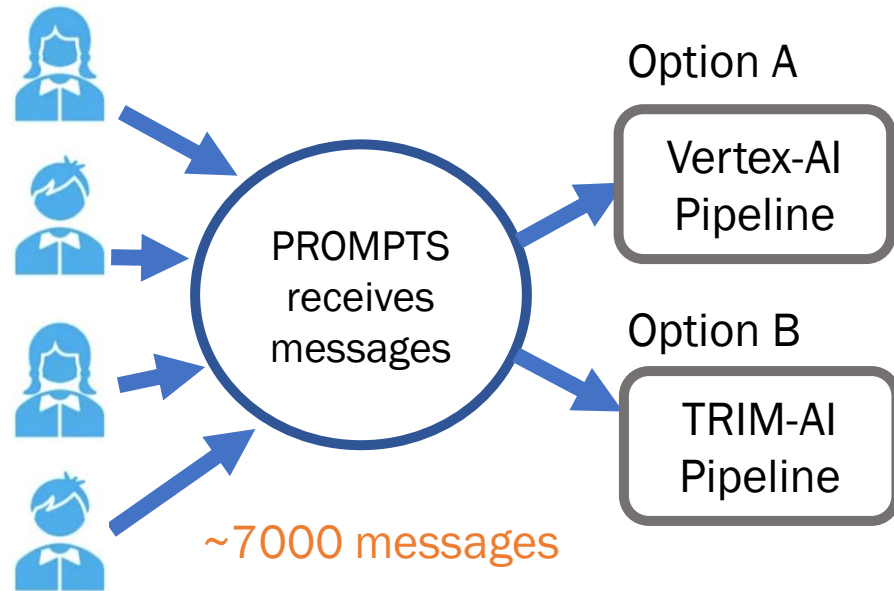 PROMPTS
receives
messages
~7000 messages
Option A
Vertex-AI
Pipeline
Option B
TRIM-AI
Pipeline